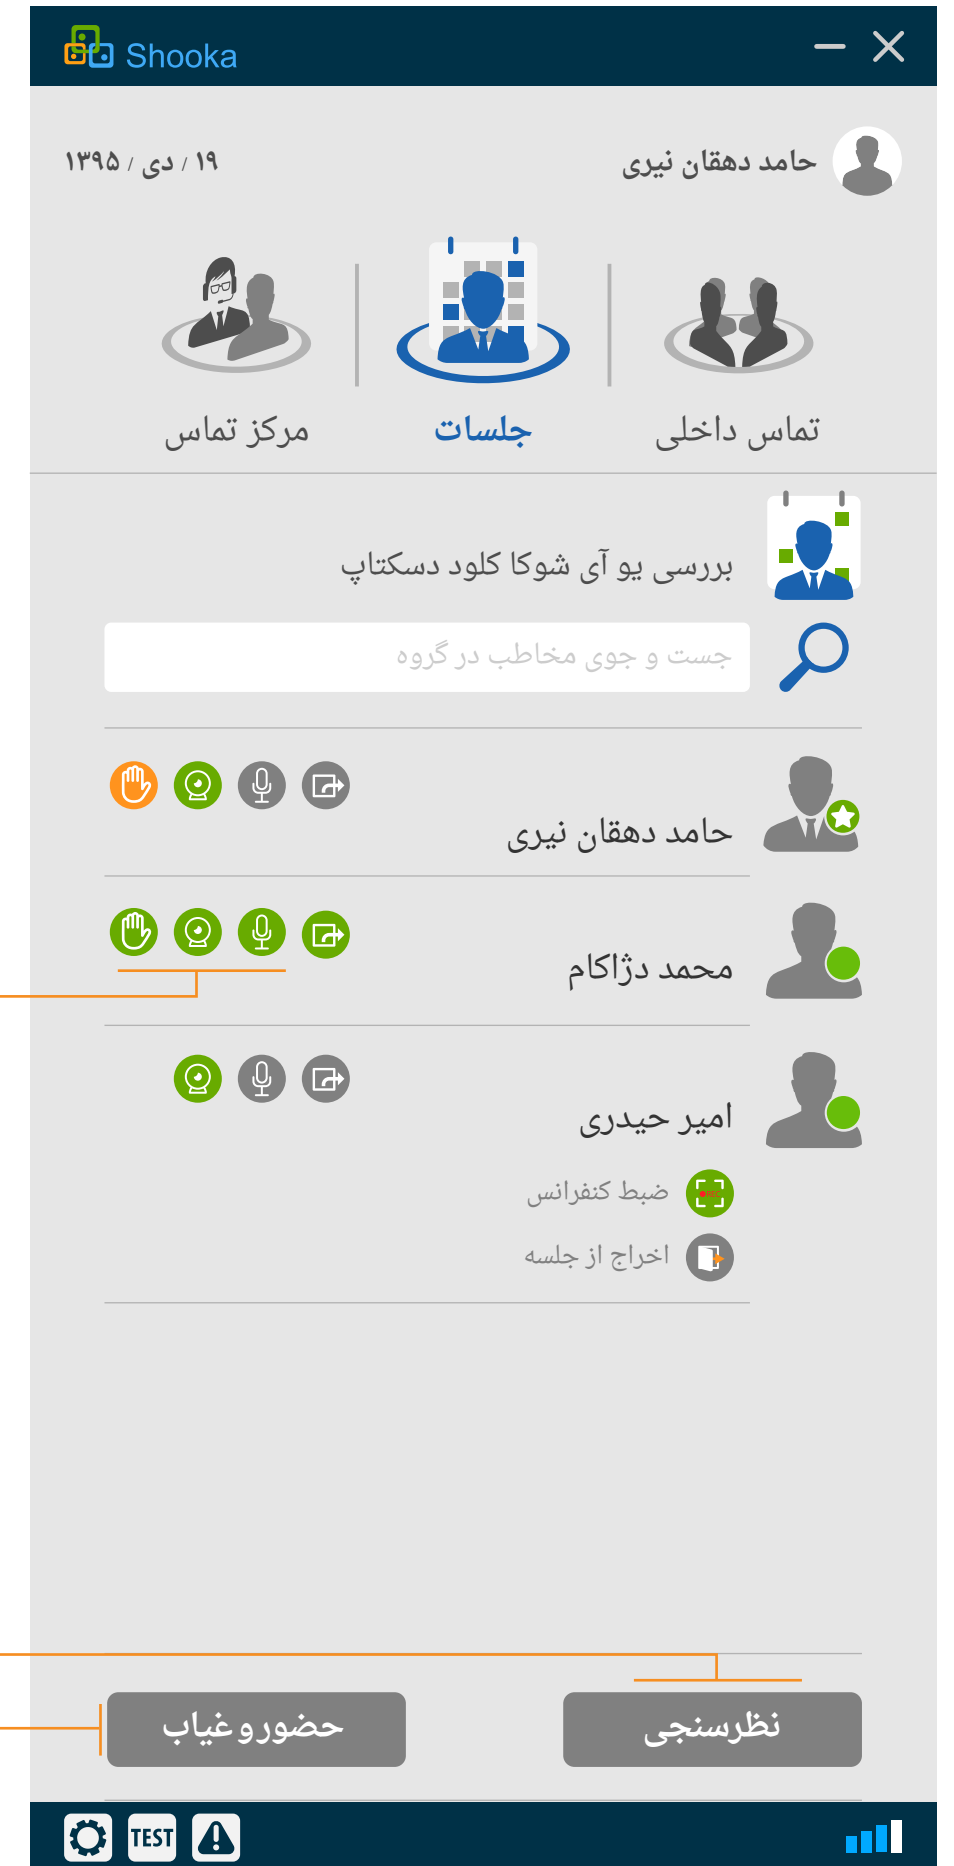 Shooka
حامد دهقان نیری
۱۹ / دی / ۱۳۹۵
تماس داخلی
جلسات
مرکز تماس
بررسی یو آی شوکا کلود دسکتاپ
جست و جوی مخاطب در گروه
حامد دهقان نیری
محمد دژاکام
امیر حیدری
REC
ضبط کنفرانس
اخراج از جلسه
نظرسنجی
حضور و غیاب
TEST